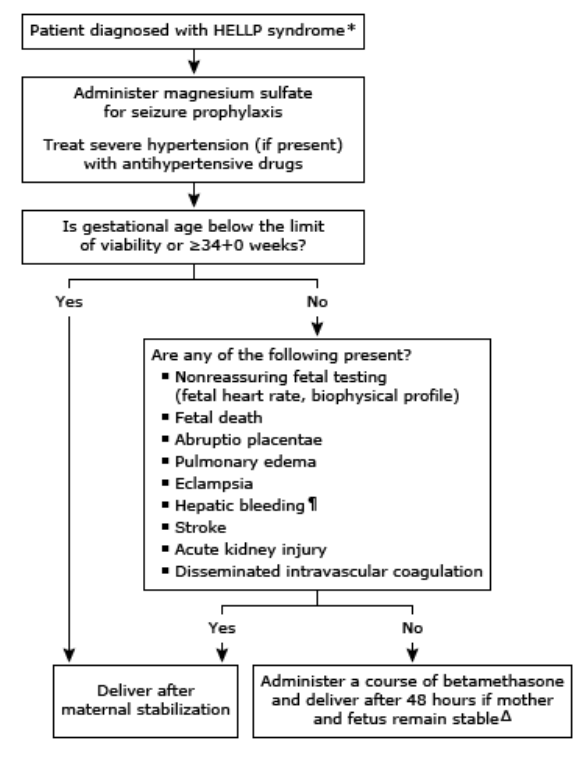 Patient diagnosed with HELLP syndrome*
Administer magnesium sulfate
for seizure prophylaxis
Treat severe hypertension (if present)
with antihypertensive drugs
Is gestational age below the limit
of viability or ≥34+0 weeks?
Yes
No
Are any of the following present?
▪ Nonreassuring fetal testing
(fetal heart rate, biophysical profile)
▪ Fetal death
▪ Abruptio placentae
▪ Pulmonary edema
▪ Eclampsia
▪ Hepatic bleeding¶
▪ Stroke
▪ Acute kidney injury
▪ Disseminated intravascular coagulation
Yes
No
Deliver after
maternal stabilization
Administer a course of betamethasone
and deliver after 48 hours if mother
and fetus remain stableΔ